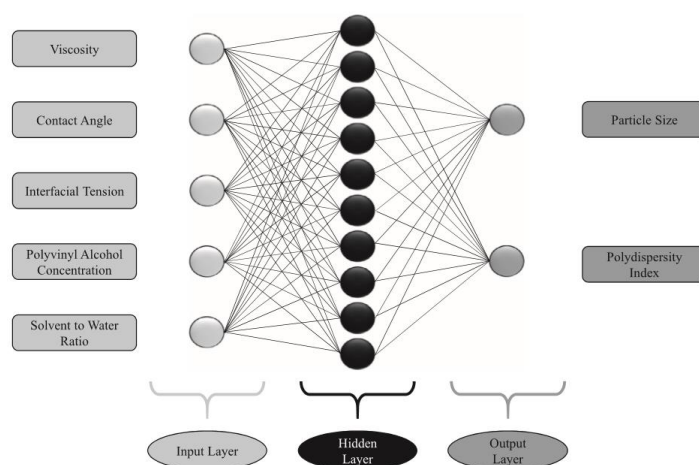 Viscosity
Contact Angle
Interfacial Tension
Polyvinyl Alcohol
Concentration
Solvent to Water
Ratio
Particle Size
Polydispersity
Index
Input Layer
Hidden
Layer
Output
Layer